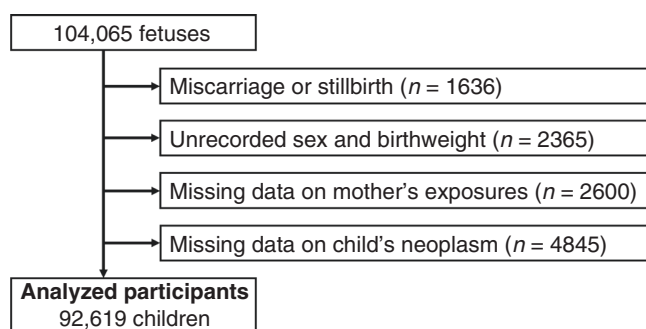 104,065 fetuses
Miscarriage or stillbirth (n = 1636)
Unrecorded sex and birthweight (n = 2365)
Missing data on mother's exposures (n = 2600)
Missing data on child's neoplasm (n = 4845)
Analyzed participants
92,619 children